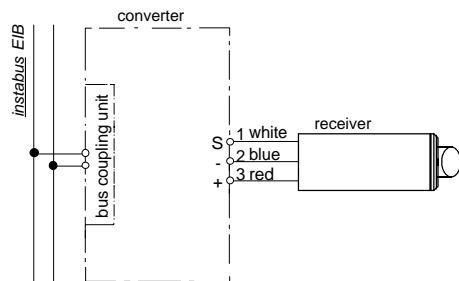 converter
instabus EIB
bus coupling unit
S 1 white
- 2 blue
+ 3 red
receiver